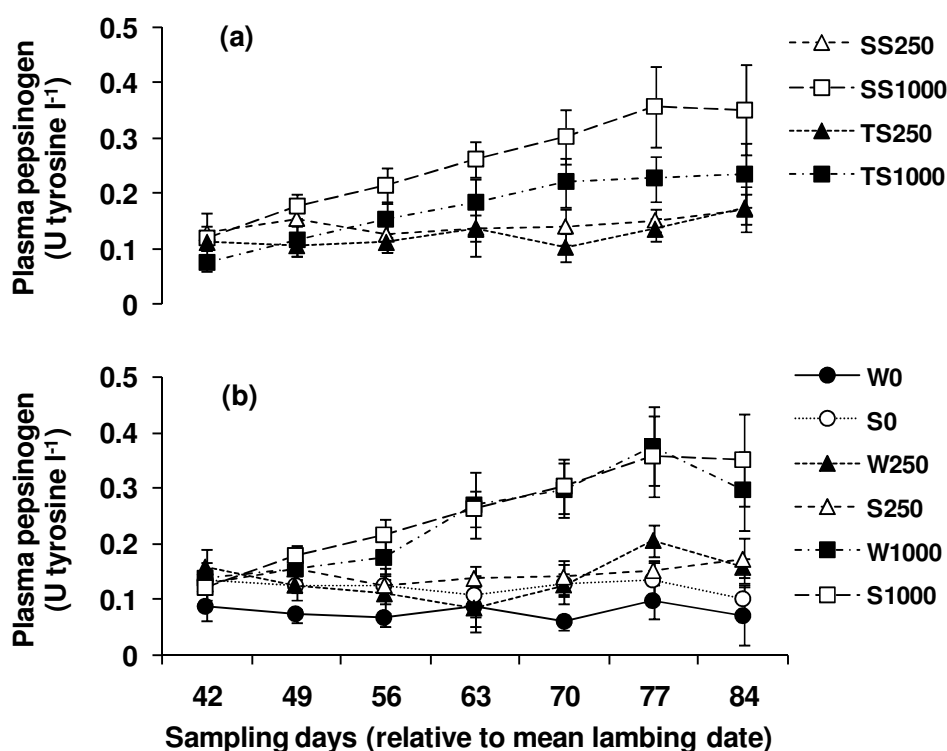 Plasma pepsinogen
(U tyrosine l⁻¹)
0.5
0.4
0.3
0.2
0.1
0
(a)
SS250
SS1000
TS250
TS1000
Plasma pepsinogen
(U tyrosine l⁻¹)
0.5
0.4
0.3
0.2
0.1
0
(b)
W0
S0
W250
S250
W1000
S1000
42 49 56 63 70 77 84
Sampling days (relative to mean lambing date)